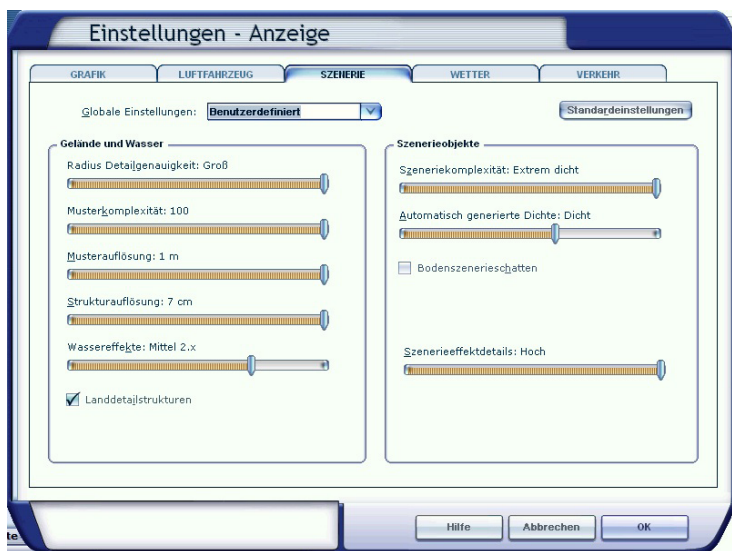 Einstellungen - Anzeige
GRAFIK LUFTFAHRZEUG SZENERIE WETTER VERKEHR
Globale Einstellungen: Benutzerdefiniert Standardeinstellungen
Gelände und Wasser
Radius Detailgenauigkeit: Groß
Musterkomplexität: 100
Musterauflösung: 1 m
Strukturauflösung: 7 cm
Wassereffekte: Mittel 2.x
Landdetailstrukturen
Szenerieobjekte
Szeneriekomplexität: Extrem dicht
Automatisch generierte Dichte: Dicht
Bodenszenerieschatten
Szenerieeffektdetails: Hoch
te
Hilfe Abbrechen OK